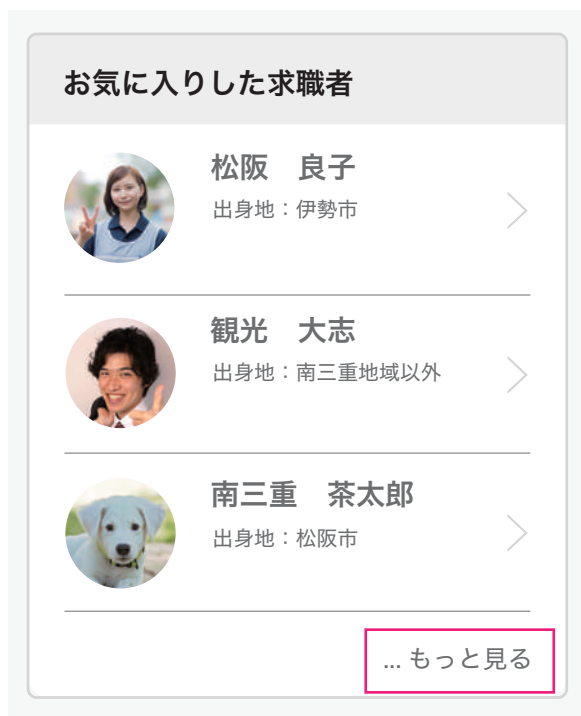 お気に入りした求職者
松阪　良子
出身地：伊勢市
観光　大志
出身地：南三重地域以外
南三重　茶太郎
出身地：松阪市
... もっと見る